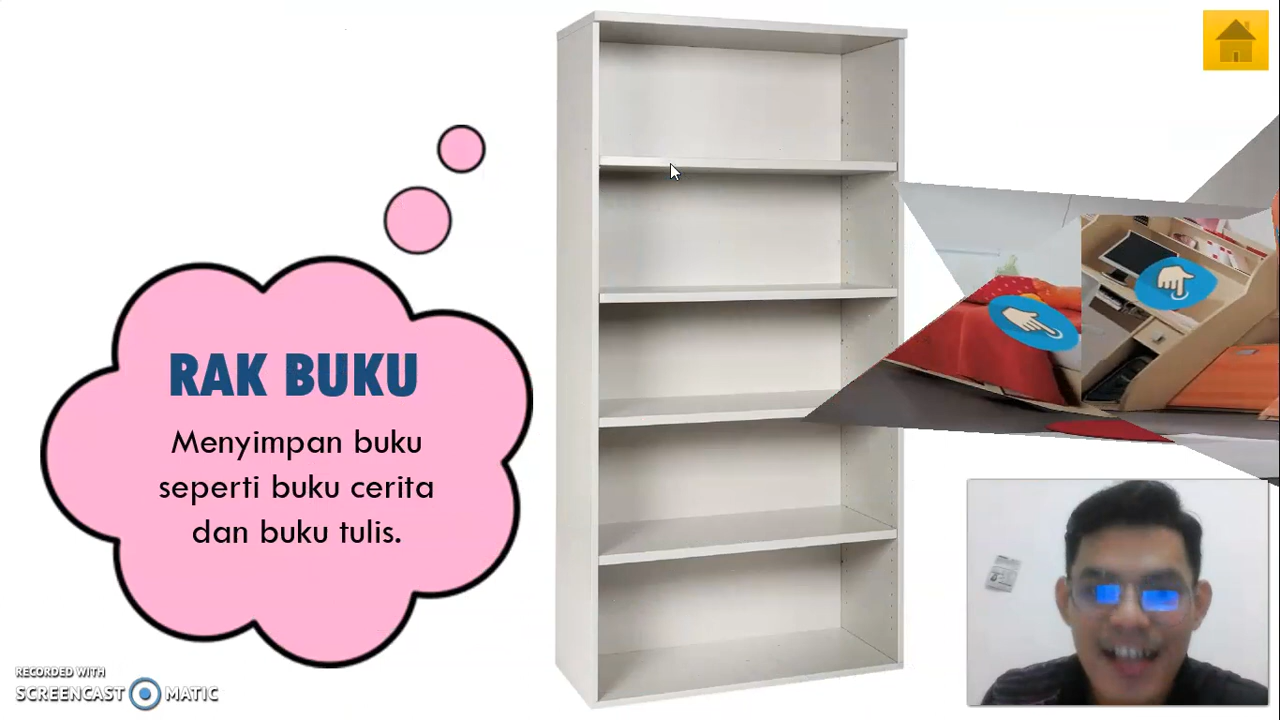 RAK BUKU
Menyimpan buku
seperti buku cerita
dan buku tulis.
RECORDED WITH
SCREENCAST MATIC